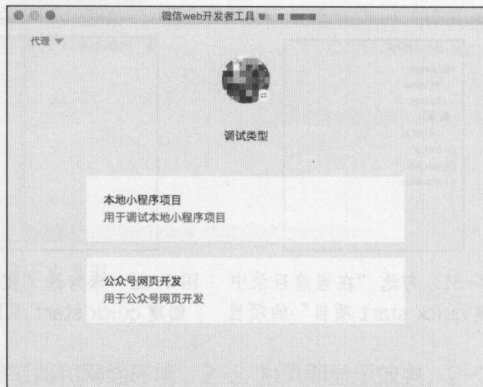 微信web开发者工具
代理
调试类型
本地小程序项目
用于调试本地小程序项目
公众号网页开发
用于公众号网页开发